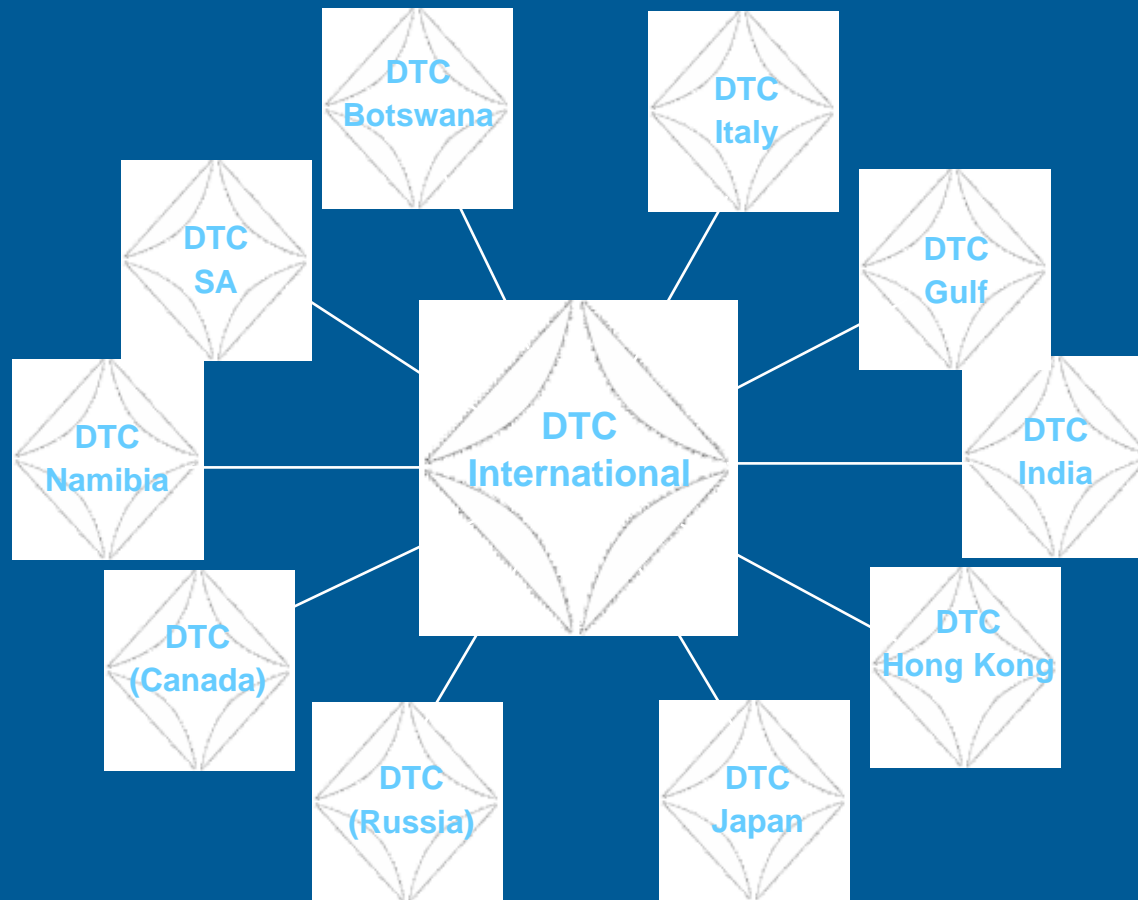 DTC
Botswana
DTC
Italy
DTC
SA
DTC
Gulf
DTC
International
DTC
Namibia
DTC
India
DTC
(Canada)
DTC
Hong Kong
DTC
(Russia)
DTC
Japan